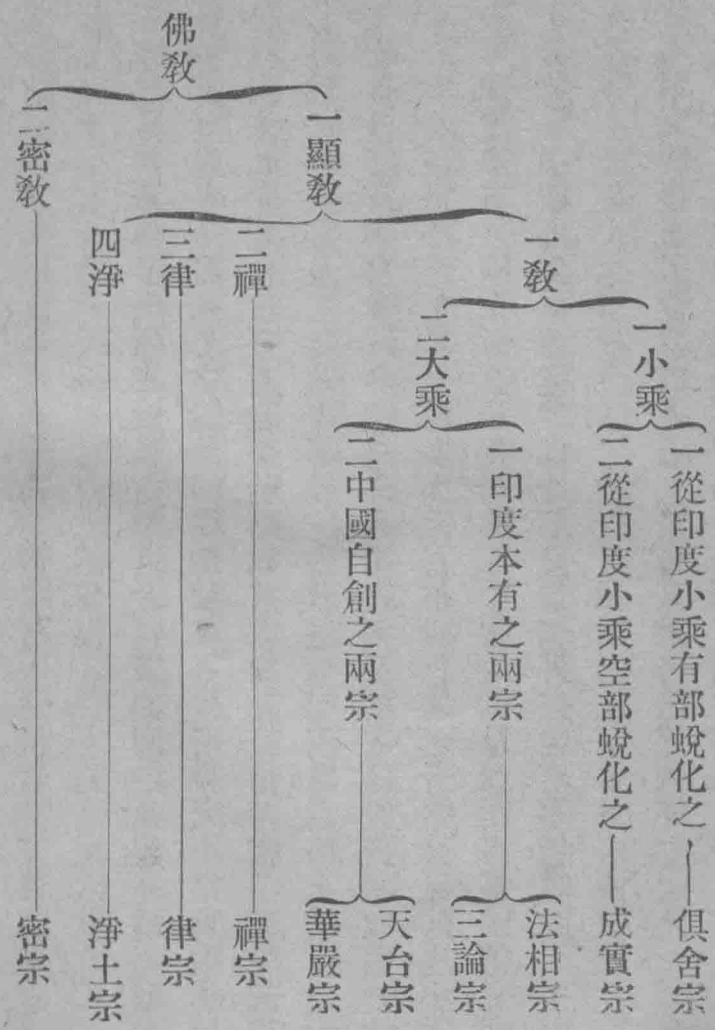 佛教
一顯教
二密教
一教
二禪
三律
四淨
一小乘
二大乘
一從印度小乘有部蛻化之
二從印度小乘空部蛻化之
一印度本有之兩宗
二中國自創之兩宗
俱舍宗
成實宗
法相宗
三論宗
天台宗
華嚴宗
禪宗
律宗
淨土宗
密宗